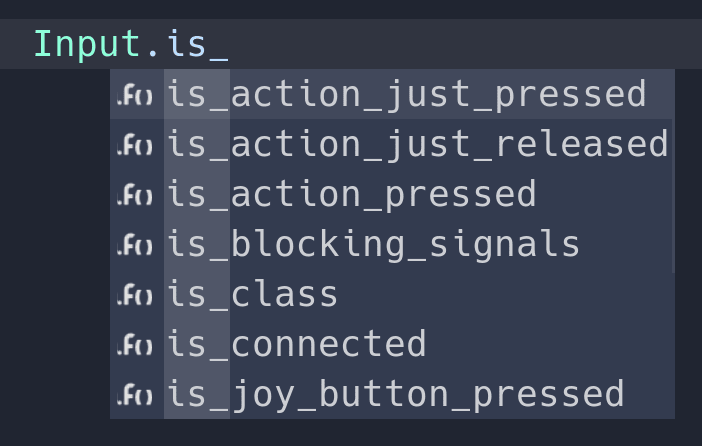 Input.is_
is_action_just_pressed
is_action_just_released
is_action_pressed
is_blocking_signals
is_class
is_connected
is_joy_button_pressed